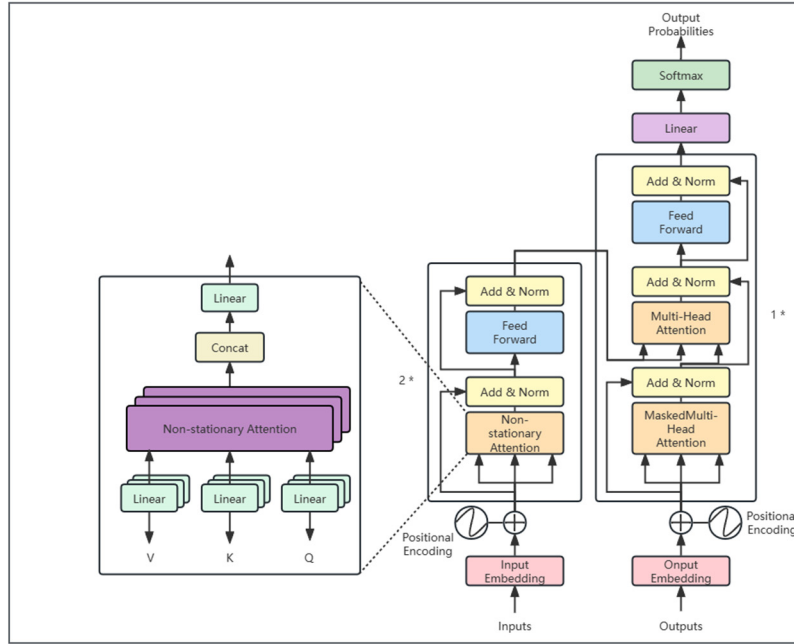 Output
Probabilities
Softmax
Linear
Add & Norm
Feed
Forward
Add & Norm
Multi-Head
Attention
1 *
Add & Norm
MaskedMulti-
Head
Attention
Positional
Encoding
Onput
Embedding
Outputs
Add & Norm
Feed
Forward
2 *
Add & Norm
Non-
stationary
Attention
Positional
Encoding
Input
Embedding
Inputs
Linear
Concat
Non-stationary Attention
Linear
Linear
Linear
V
K
Q